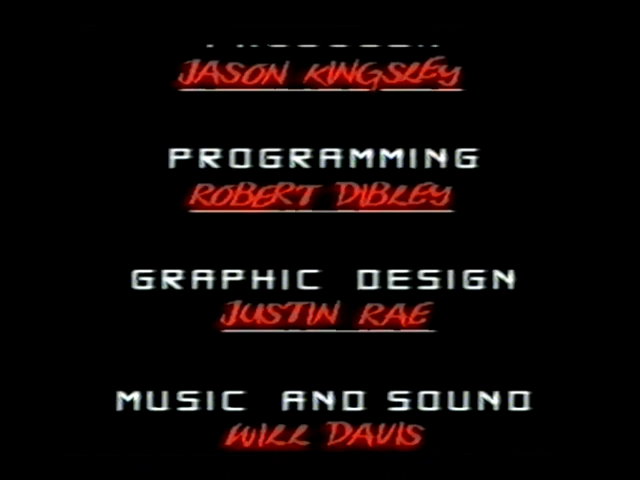 JASON KINGSLEY
PROGRAMMING
ROBERT DIBLEY
GRAPHIC DESIGN
JUSTIN RAE
MUSIC AND SOUND
WILL DAVIS